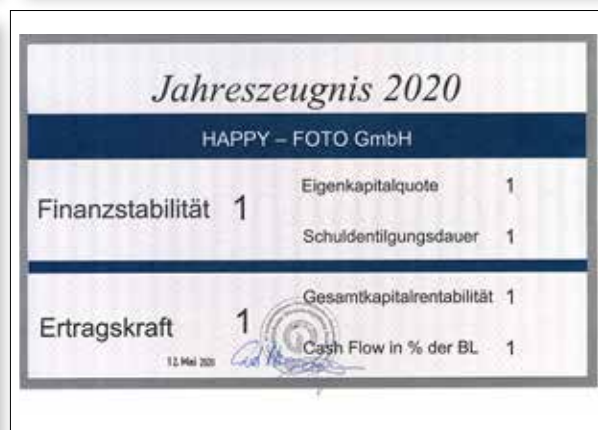 Jahreszeugnis 2020
HAPPY – FOTO GmbH
Finanzstabilität 1
Eigenkapitalquote 1
Schuldentilgungsdauer 1
Ertragskraft 1
Gesamtkapitalrentabilität 1
Cash Flow in % der BL 1
12. Mai 2020